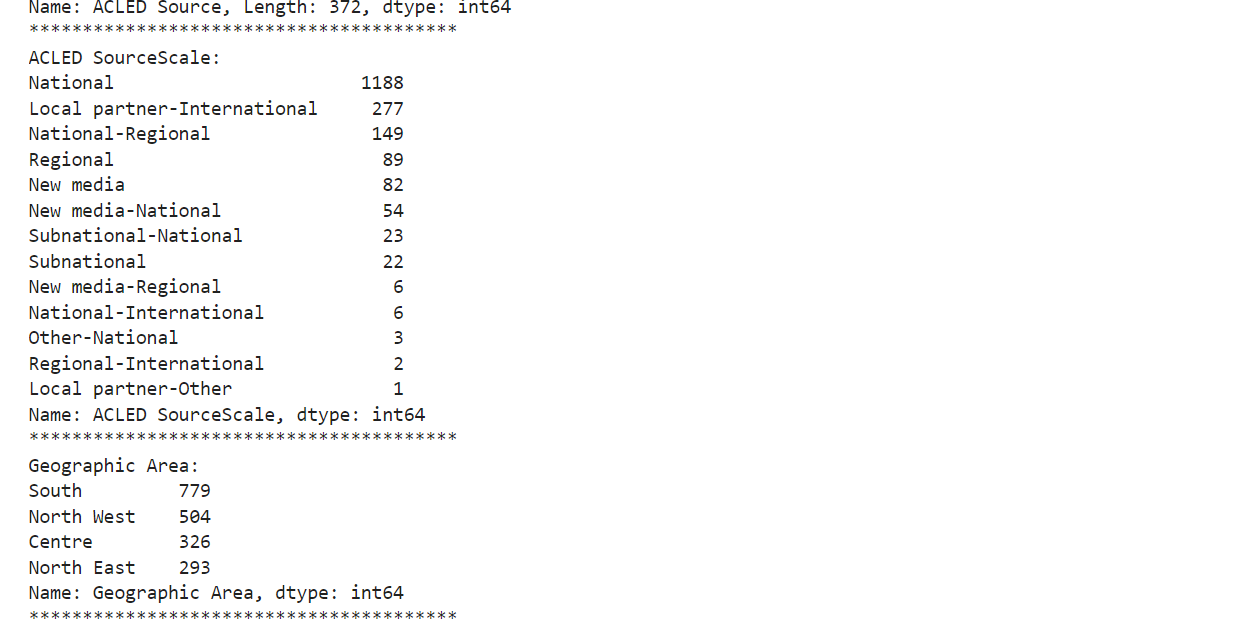 Name: ACLED Source, Length: 372, dtype: int64
****************************************
ACLED SourceScale:
National                       1188
Local partner-International     277
National-Regional               149
Regional                         89
New media                        82
New media-National               54
Subnational-National             23
Subnational                      22
New media-Regional                6
National-International            6
Other-National                    3
Regional-International            2
Local partner-Other               1
Name: ACLED SourceScale, dtype: int64
****************************************
Geographic Area:
South         779
North West    504
Centre        326
North East    293
Name: Geographic Area, dtype: int64
****************************************